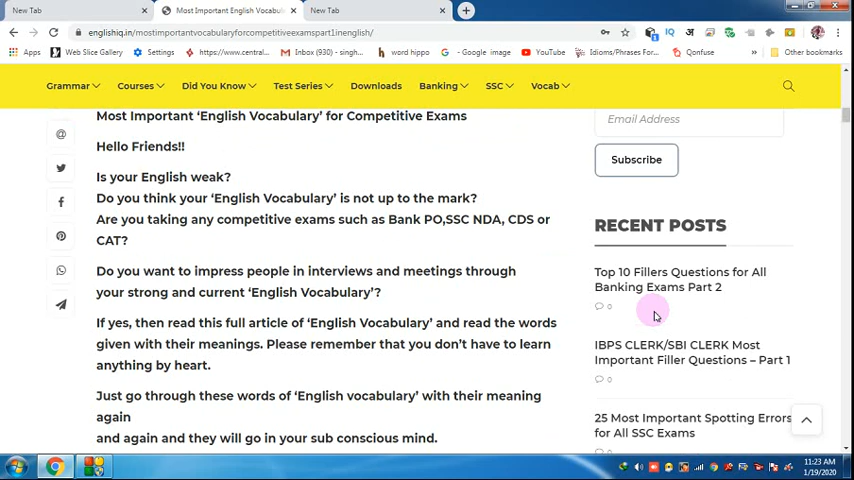 New Tab
Most Important English Vocabul
New Tab
englishiq.in/mostimportantvocabularyforcompetitiveexamspart1inenglish/
Apps
Web Slice Gallery
Settings
https://www.central...
Inbox (930) - singh...
word hippo
- Google image
YouTube
Idioms/Phrases For...
Qonfuse
Other bookmarks
Grammar
Courses
Did You Know
Test Series
Downloads
Banking
SSC
Vocab
Most Important ‘English Vocabulary’ for Competitive Exams
Hello Friends!!
Is your English weak?
Do you think your ‘English Vocabulary’ is not up to the mark?
Are you taking any competitive exams such as Bank PO,SSC NDA, CDS or
CAT?
Do you want to impress people in interviews and meetings through
your strong and current ‘English Vocabulary’?
If yes, then read this full article of ‘English Vocabulary’ and read the words
given with their meanings. Please remember that you don’t have to learn
anything by heart.
Just go through these words of ‘English vocabulary’ with their meaning
again
and again and they will go in your sub conscious mind.
Email Address
Subscribe
RECENT POSTS
Top 10 Fillers Questions for All
Banking Exams Part 2
0
IBPS CLERK/SBI CLERK Most
Important Filler Questions – Part 1
0
25 Most Important Spotting Errors
for All SSC Exams
11:23 AM
1/19/2020